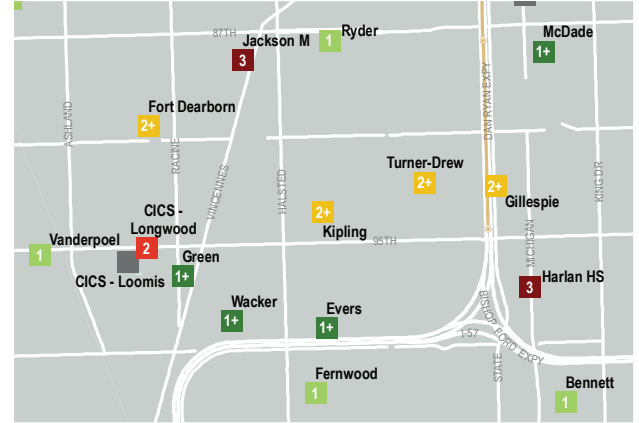 87TH
Ryder
1
Jackson M
3
McDade
1+
DAN RYAN EXPY
Fort Dearborn
2+
ASHLAND
RACINE
VINCENNES
HALSTED
Turner-Drew
2+
2+
Gillespie
KING DR
MICHIGAN
CICS -
Longwood
2
2+
Kipling
95TH
Vanderpoel
1
CICS - Loomis
Green
1+
Harlan HS
3
Wacker
1+
Evers
1+
I-57
BISHOP FORD EXPY
STATE
Fernwood
1
Bennett
1